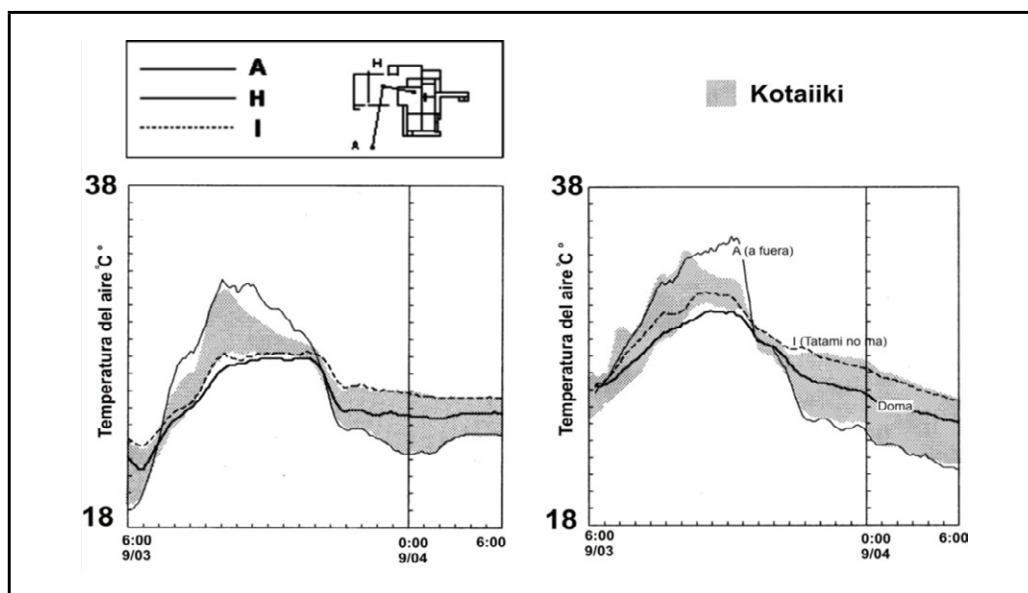 A
H
I
H
A
Kotaiiki
38
Temperatura del aire °C °
18
6:00
9/03
0:00
9/04
6:00
38
Temperatura del aire °C °
A (a fuera)
I (Tatami no ma)
Doma
18
6:00
9/03
0:00
9/04
6:00